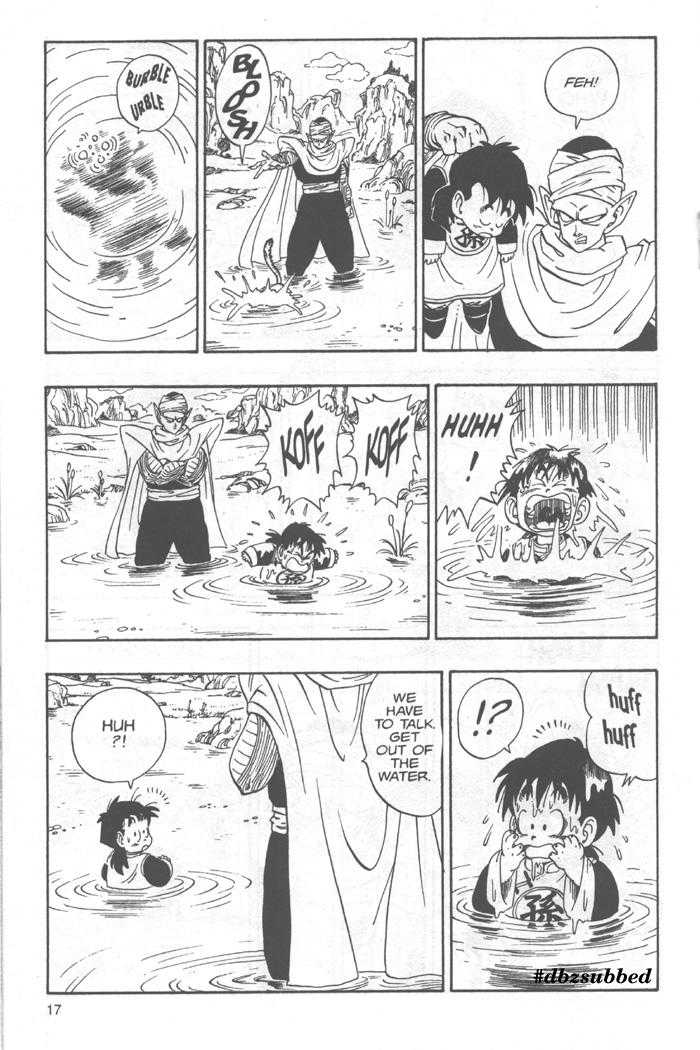 FEH!
BLOOSH
BURBLE
URBLE
HUHH
!
KOFF
KOFF
huff
huff
!?
孫
WE
HAVE
TO TALK.
GET
OUT OF
THE
WATER.
HUH
?!
#dbzsubbed
17